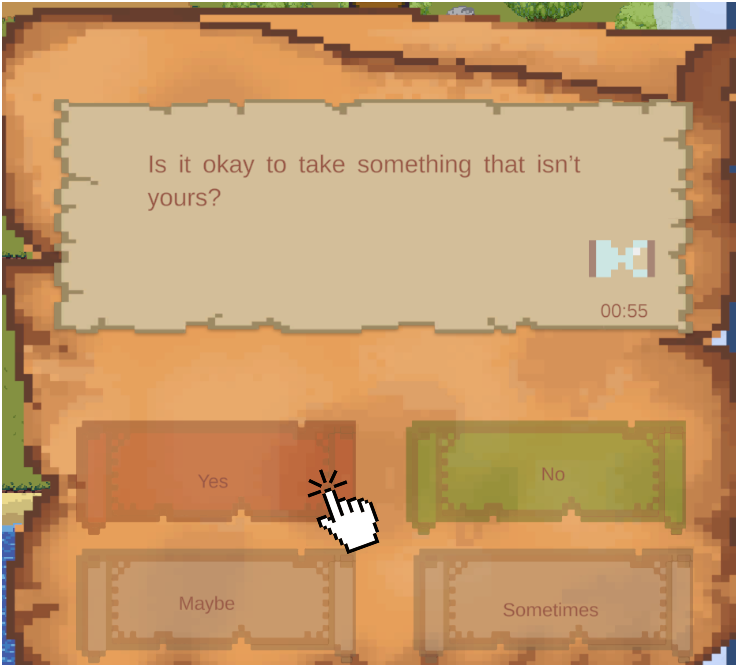 Is it okay to take something that isn’t
yours?
00:55
Yes
No
Maybe
Sometimes